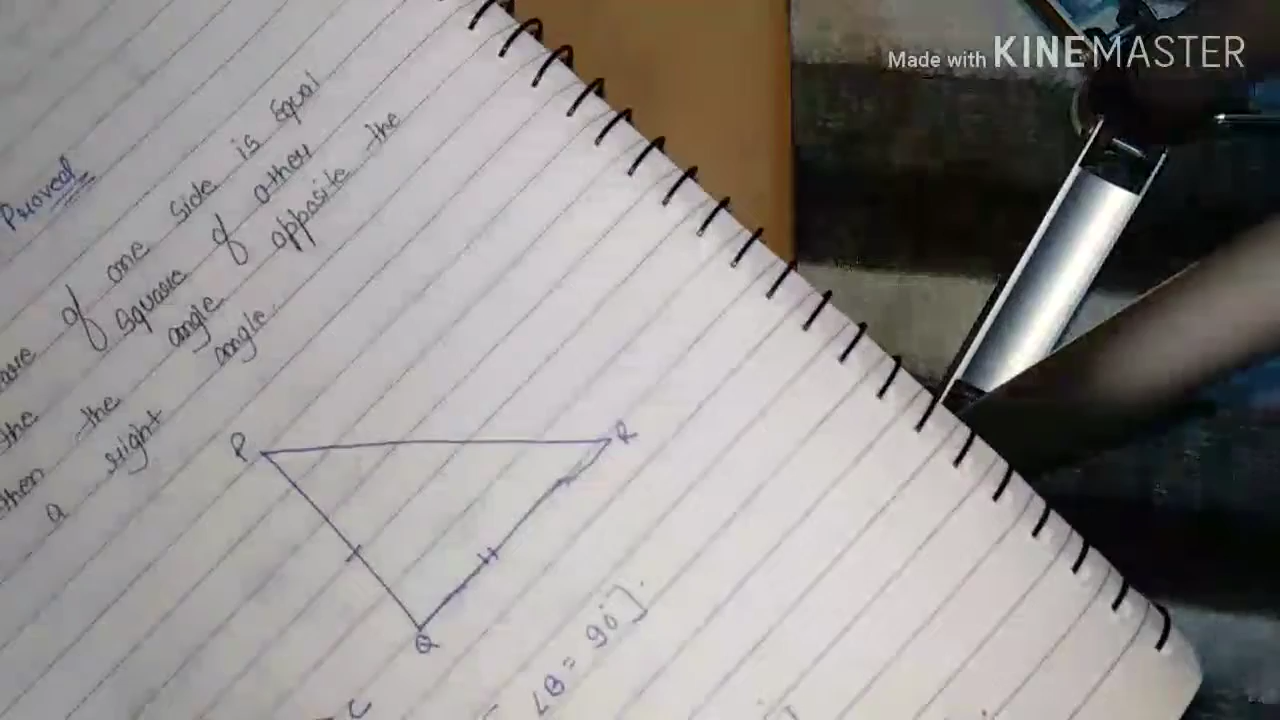 Made with KINEMASTER
Proved
of one side is Equal
the square of other
then the angle opposite the
a right angle.
P
R
Q
∠B = 90°].
C